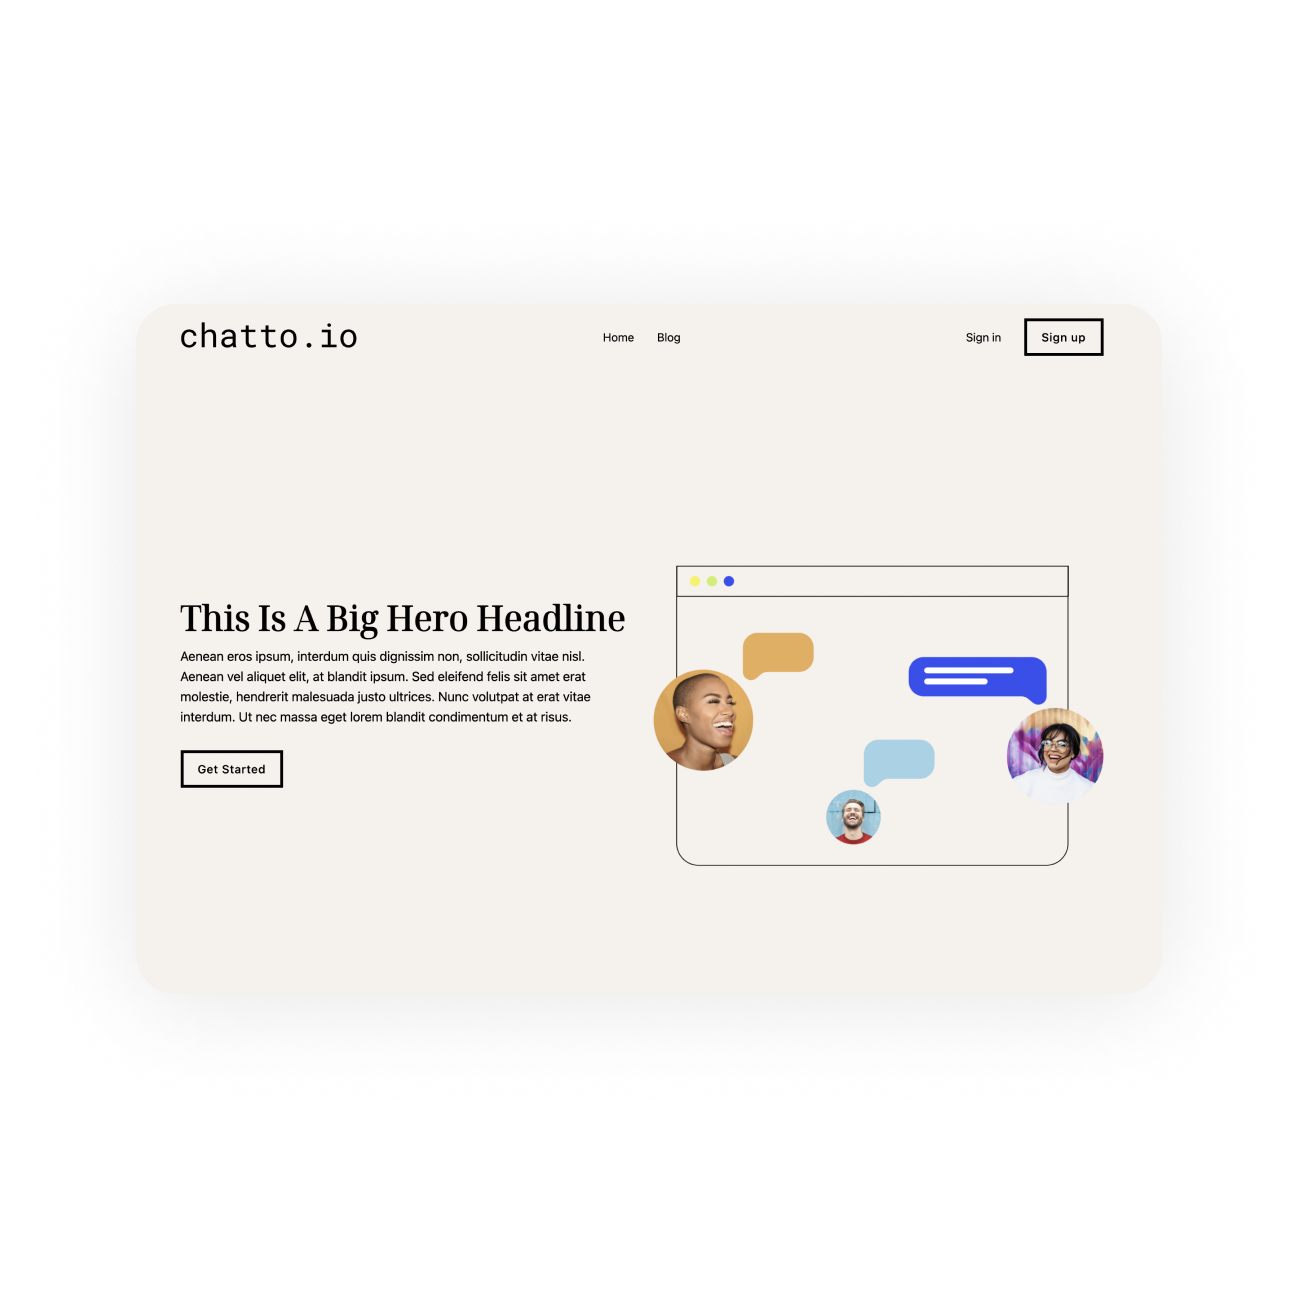 chatto.io
Home
Blog
Sign in
Sign up
This Is A Big Hero Headline
Aenean eros ipsum, interdum quis dignissim non, sollicitudin vitae nisl.
Aenean vel aliquet elit, at blandit ipsum. Sed eleifend felis sit amet erat
molestie, hendrerit malesuada justo ultrices. Nunc volutpat at erat vitae
interdum. Ut nec massa eget lorem blandit condimentum et at risus.
Get Started